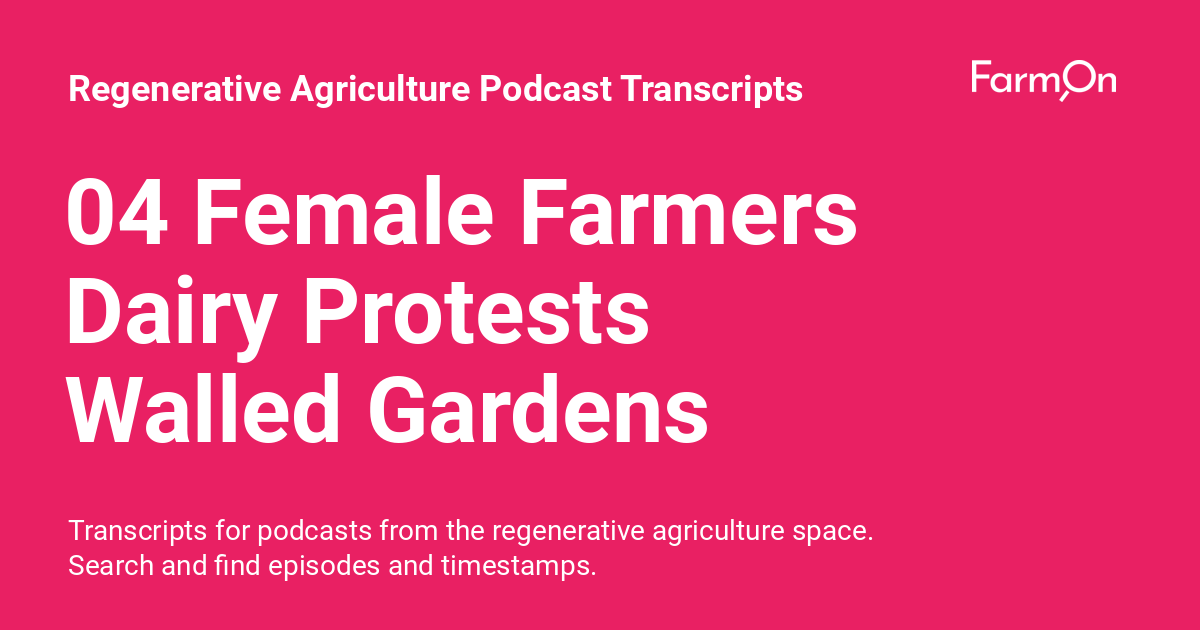 Regenerative Agriculture Podcast Transcripts
FarmOn
04 Female Farmers
Dairy Protests
Walled Gardens
Transcripts for podcasts from the regenerative agriculture space.
Search and find episodes and timestamps.